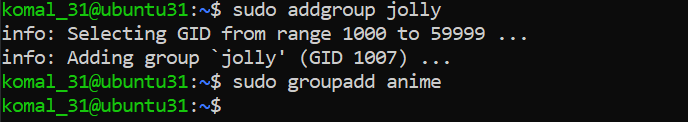 komal_31@ubuntu31:~$ sudo addgroup jolly
info: Selecting GID from range 1000 to 59999 ...
info: Adding group `jolly' (GID 1007) ...
komal_31@ubuntu31:~$ sudo groupadd anime
komal_31@ubuntu31:~$